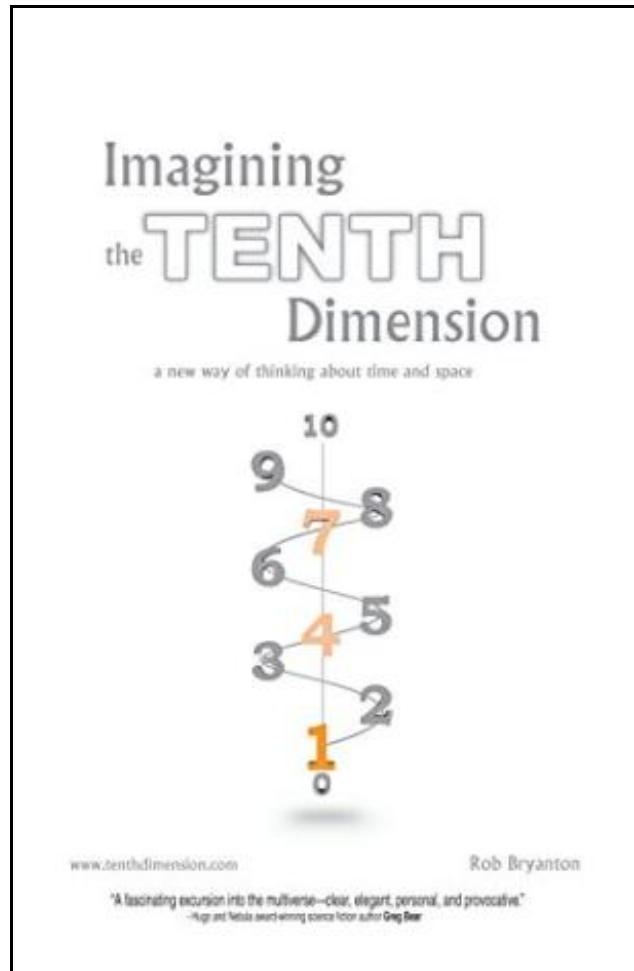 Imagining
the TENTH
Dimension
a new way of thinking about time and space
10
9
8
7
6
5
4
3
2
1
0
www.tenthdimension.com Rob Bryanton
"A fascinating excursion into the multiverse—clear, elegant, personal, and provocative."
- Hugo and Nebula award-winning science fiction author Greg Bear